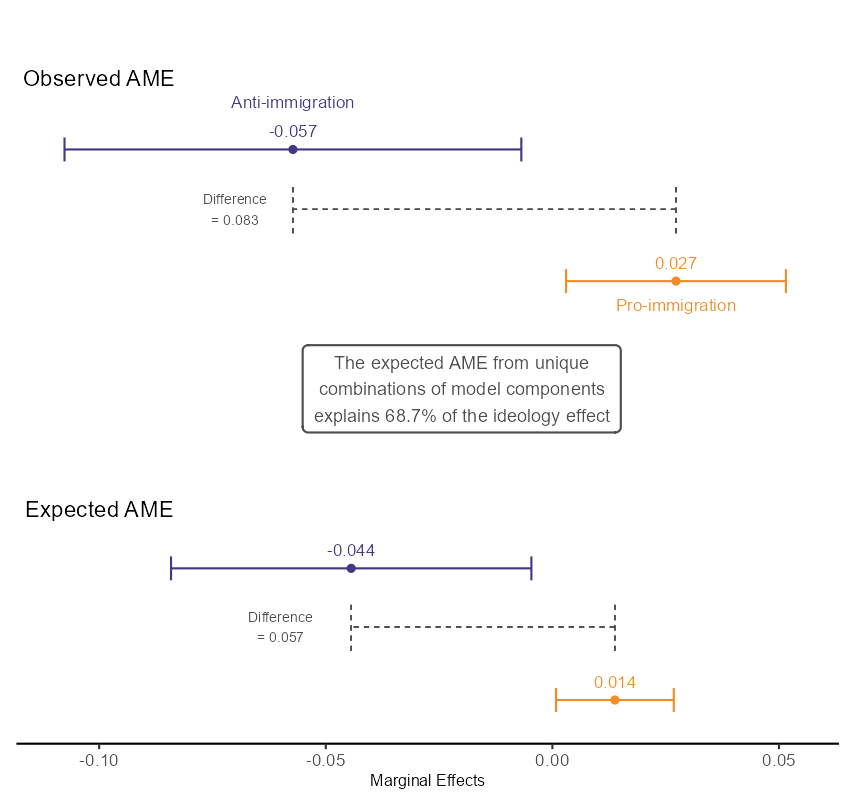 Observed AME
Anti-immigration
-0.057
Difference
= 0.083
0.027
Pro-immigration
The expected AME from unique
combinations of model components
explains 68.7% of the ideology effect
Expected AME
-0.044
Difference
= 0.057
0.014
-0.10 -0.05 0.00 0.05
Marginal Effects